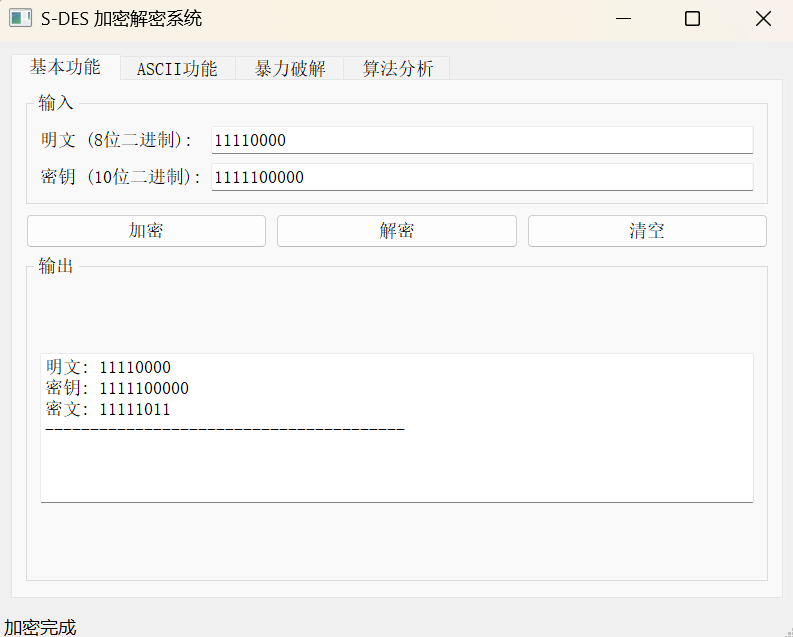 S-DES 加密解密系统
基本功能 ASCII功能 暴力破解 算法分析
输入
明文 (8位二进制): 11110000
密钥 (10位二进制): 1111100000
加密 解密 清空
输出
明文: 11110000
密钥: 1111100000
密文: 11111011
----------------------------------------
加密完成